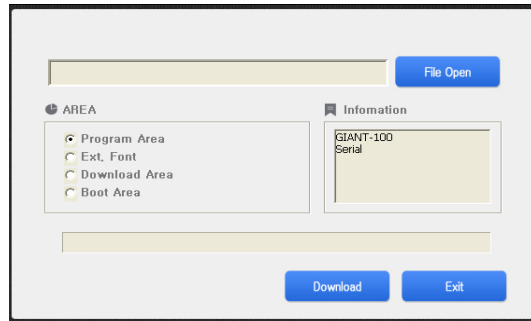 File Open
AREA
Infomation
Program Area
Ext. Font
Download Area
Boot Area
GIANT-100
Serial
Download
Exit